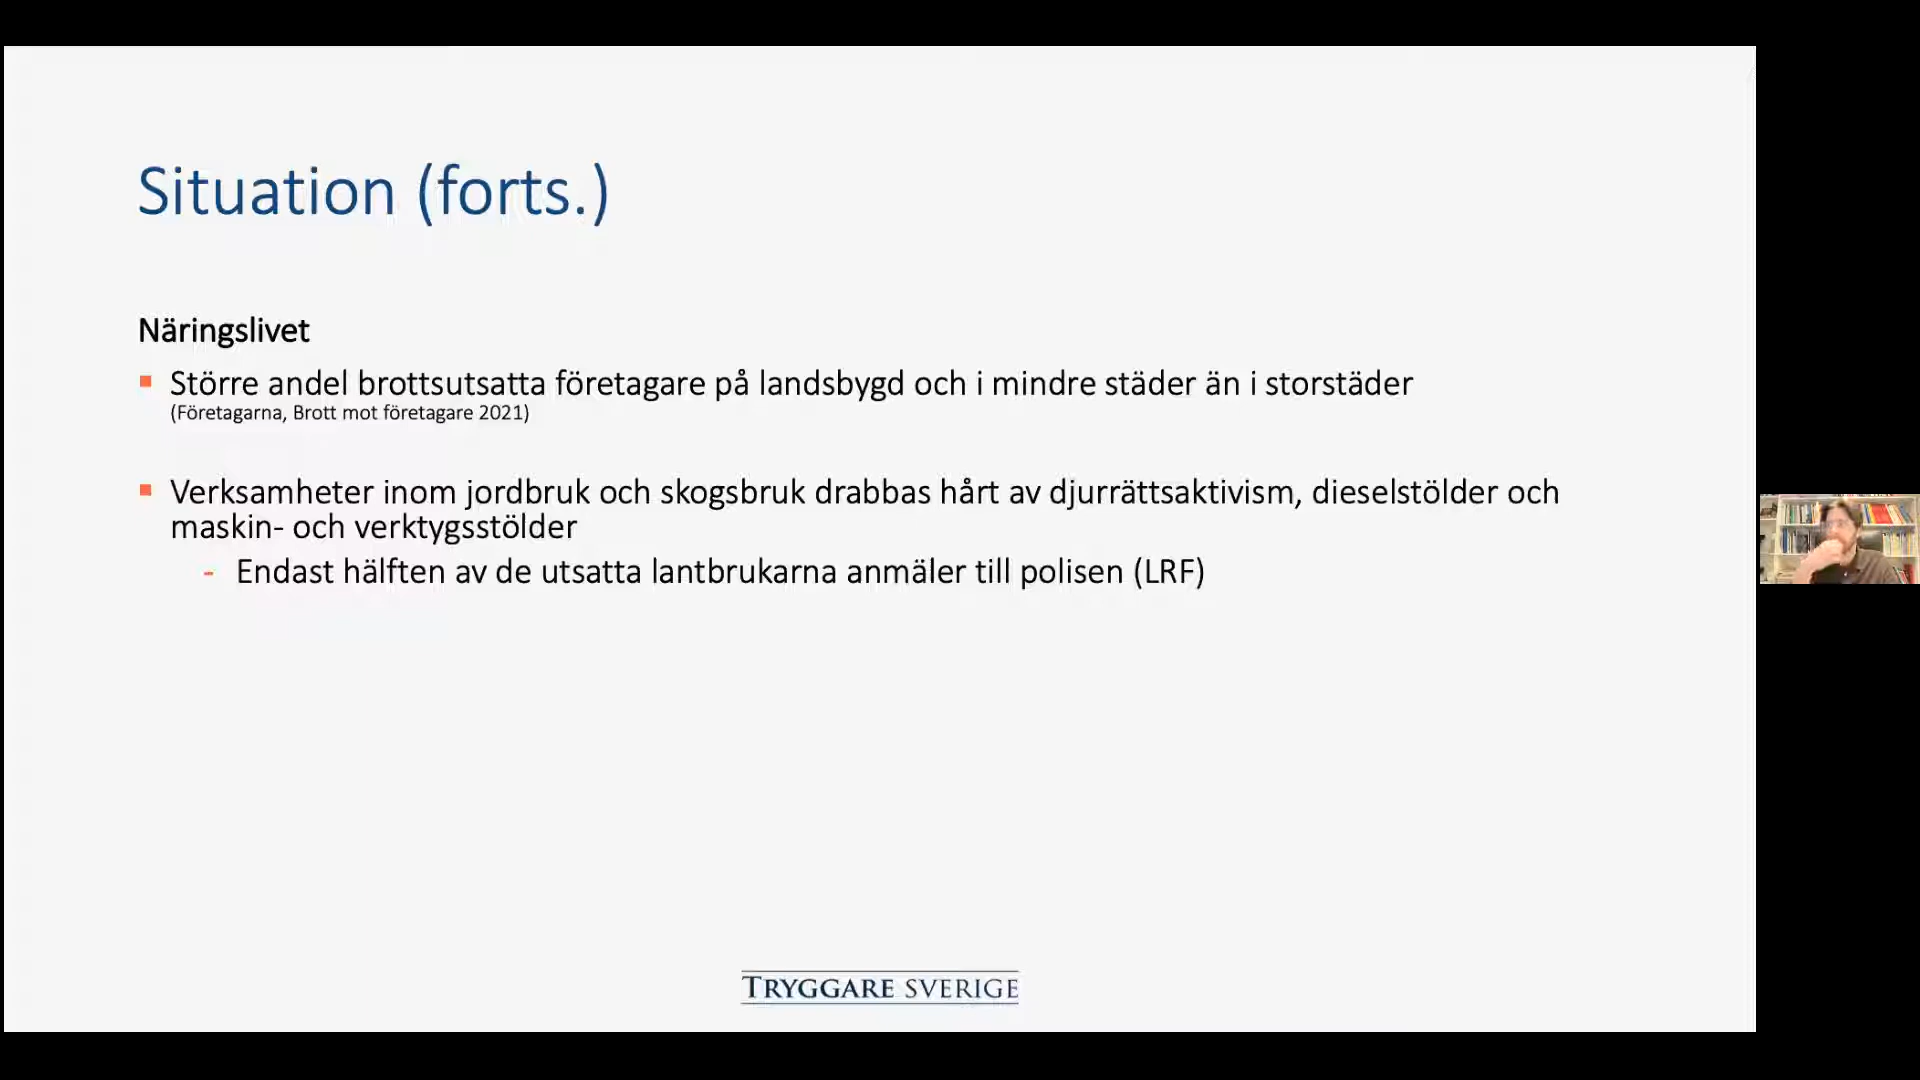 Situation (forts.)
Näringslivet
▪ Större andel brottsutsatta företagare på landsbygd och i mindre städer än i storstäder
(Företagarna, Brott mot företagare 2021)
▪ Verksamheter inom jordbruk och skogsbruk drabbas hårt av djurrättsaktivism, dieselstölder och
maskin- och verktygsstölder
- Endast hälften av de utsatta lantbrukarna anmäler till polisen (LRF)
TRYGGARE SVERIGE